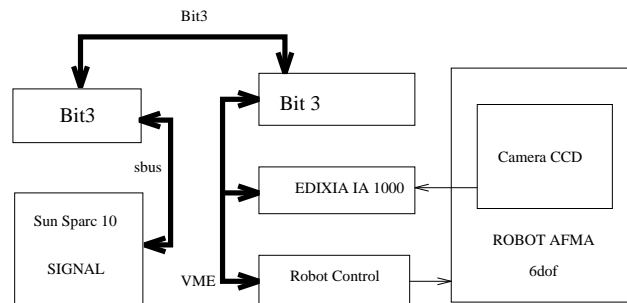 Bit3
Bit3
Bit 3
sbus
Camera CCD
EDIXIA IA 1000
Sun Sparc 10
SIGNAL
ROBOT AFMA
6dof
VME
Robot Control